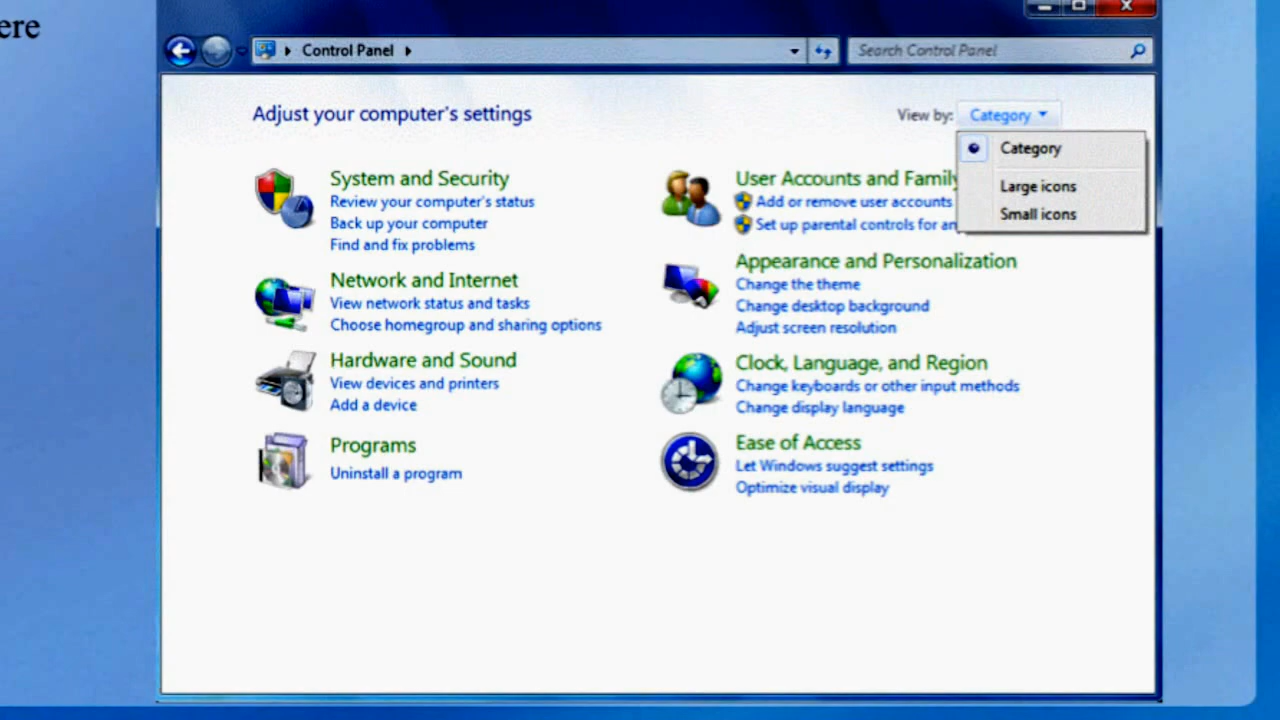 ere
Control Panel
Search Control Panel
Adjust your computer's settings
View by: Category
Category
Large icons
Small icons
System and Security
Review your computer's status
Back up your computer
Find and fix problems
Network and Internet
View network status and tasks
Choose homegroup and sharing options
Hardware and Sound
View devices and printers
Add a device
Programs
Uninstall a program
User Accounts and Family
Add or remove user accounts
Set up parental controls for an
Appearance and Personalization
Change the theme
Change desktop background
Adjust screen resolution
Clock, Language, and Region
Change keyboards or other input methods
Change display language
Ease of Access
Let Windows suggest settings
Optimize visual display